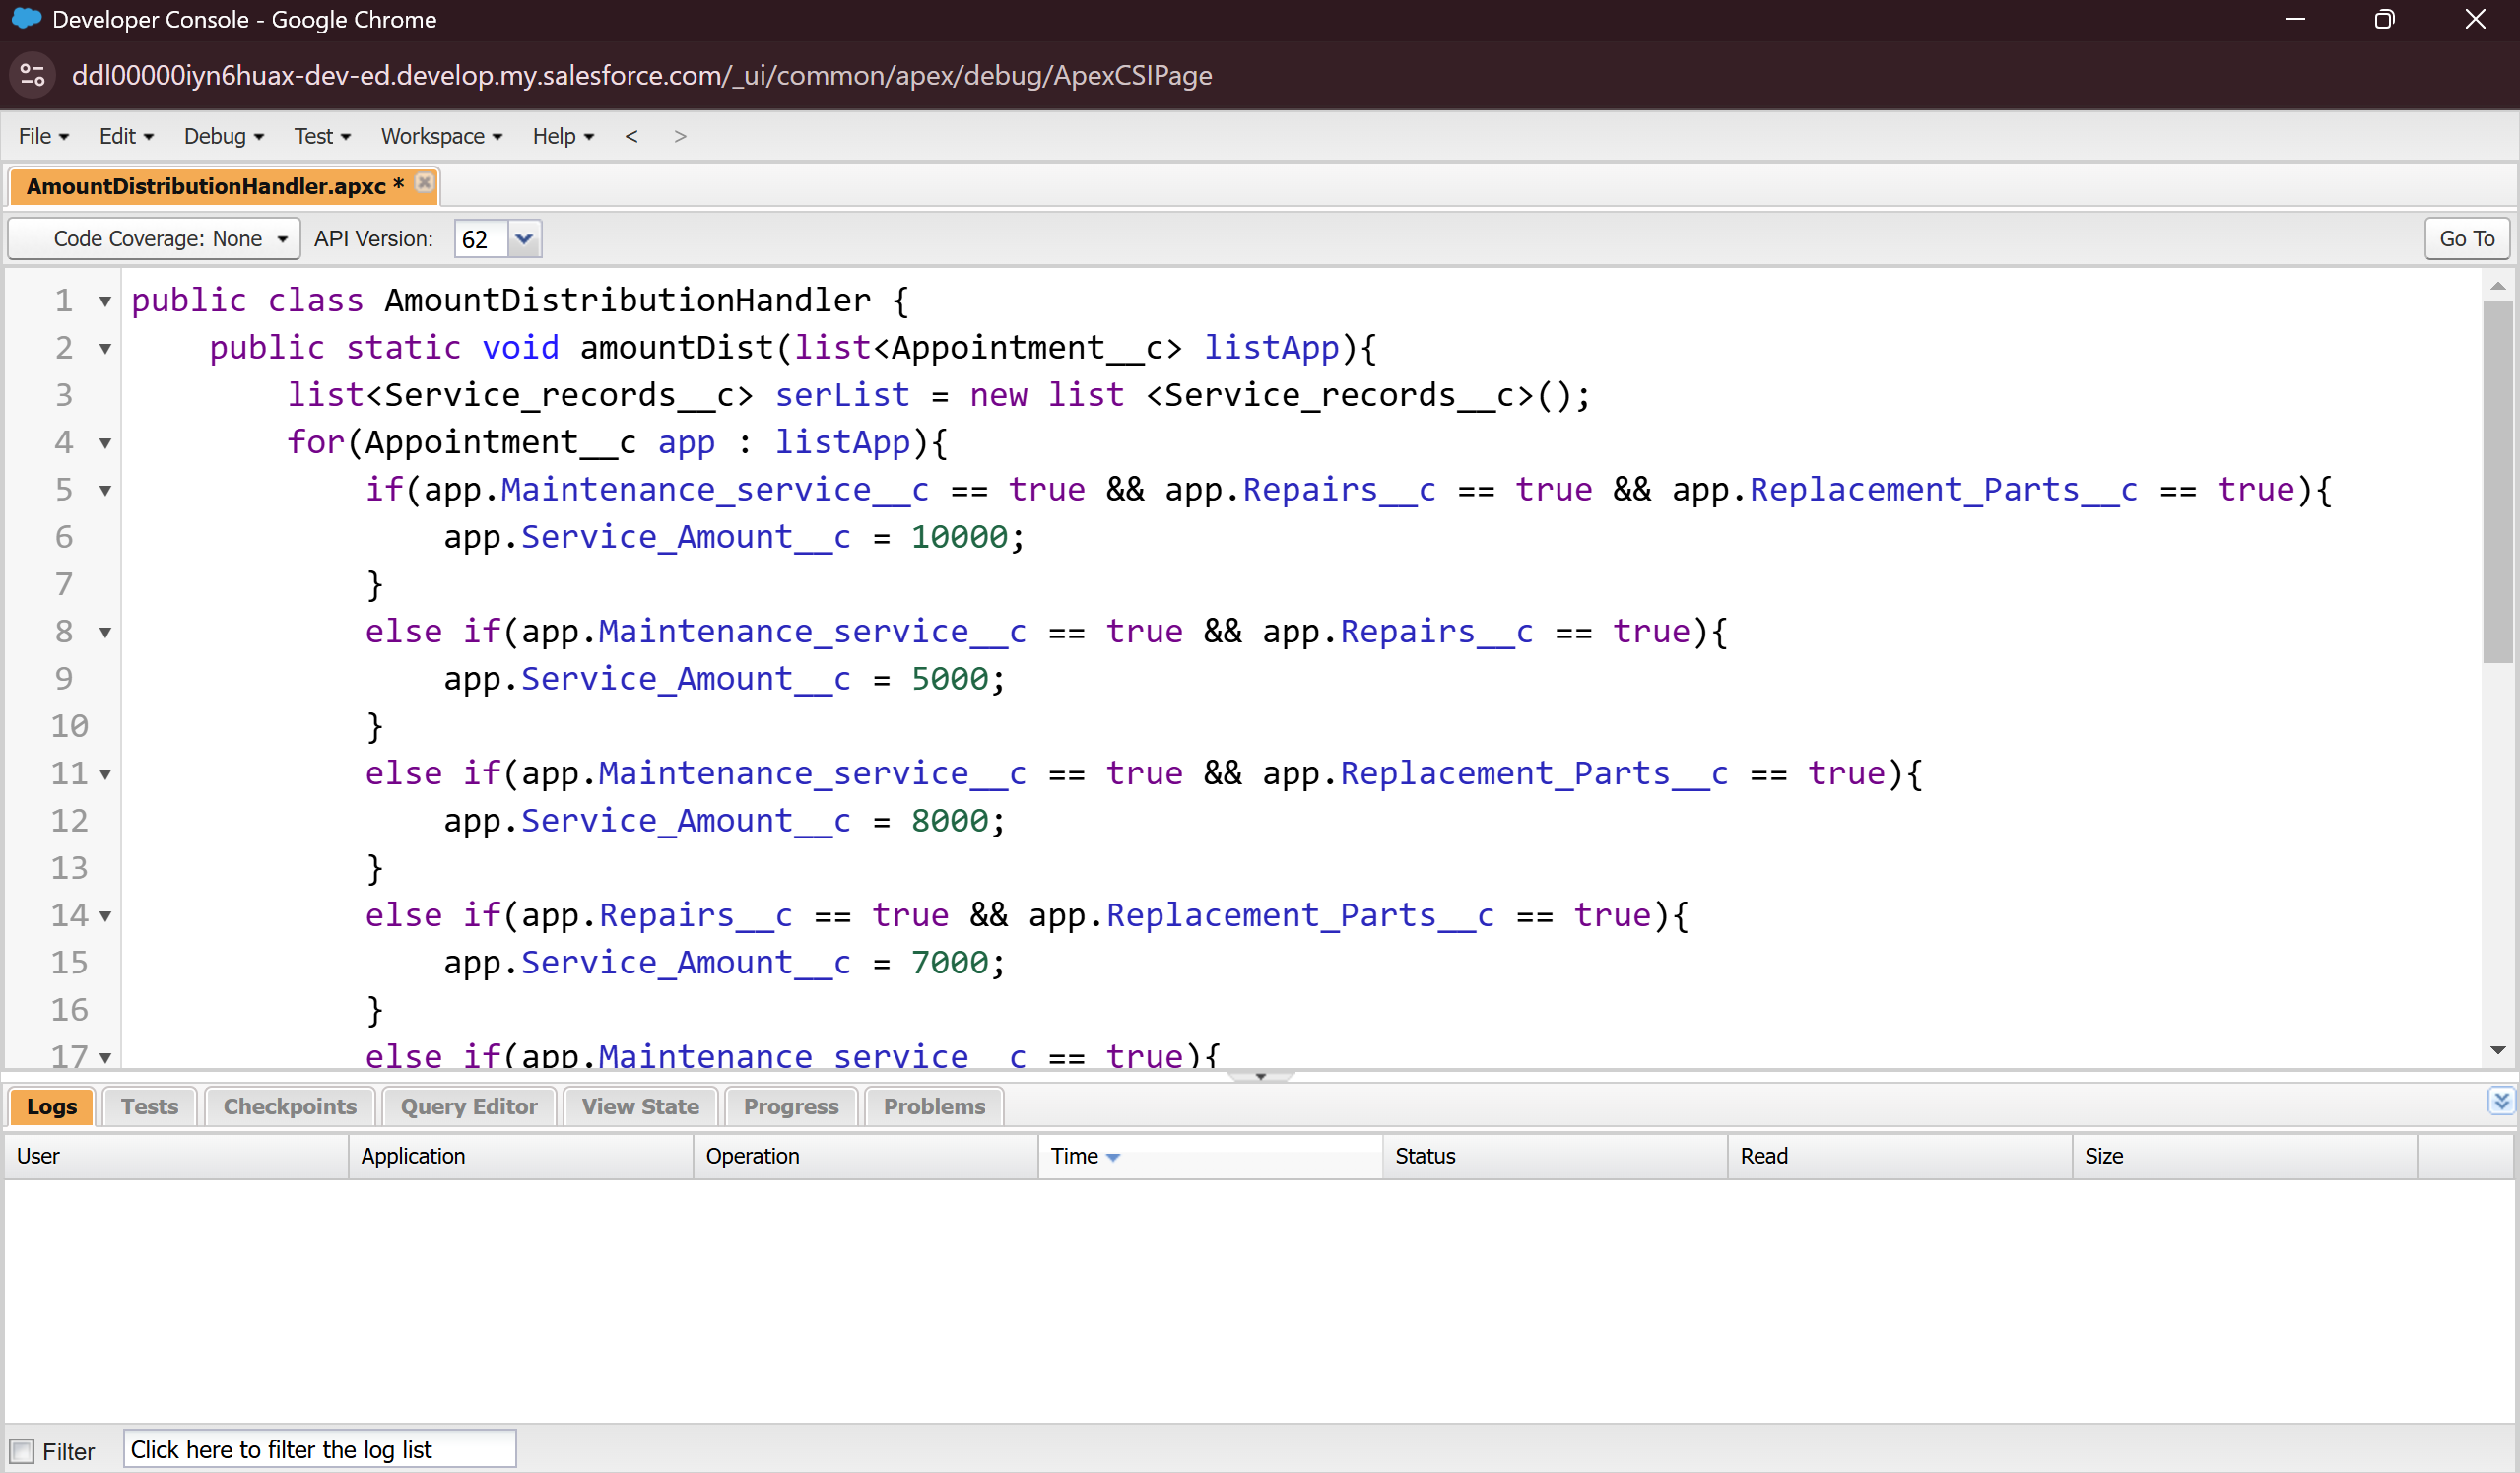 Developer Console - Google Chrome
ddl00000iyn6huax-dev-ed.develop.my.salesforce.com/_ui/common/apex/debug/ApexCSIPage
File Edit Debug Test Workspace Help < >
AmountDistributionHandler.apxc *
Code Coverage: None API Version: 62 Go To
1 public class AmountDistributionHandler {
2 public static void amountDist(list<Appointment__c> listApp){
3 list<Service_records__c> serList = new list <Service_records__c>();
4 for(Appointment__c app : listApp){
5 if(app.Maintenance_service__c == true && app.Repairs__c == true && app.Replacement_Parts__c == true){
6 app.Service_Amount__c = 10000;
7 }
8 else if(app.Maintenance_service__c == true && app.Repairs__c == true){
9 app.Service_Amount__c = 5000;
10 }
11 else if(app.Maintenance_service__c == true && app.Replacement_Parts__c == true){
12 app.Service_Amount__c = 8000;
13 }
14 else if(app.Repairs__c == true && app.Replacement_Parts__c == true){
15 app.Service_Amount__c = 7000;
16 }
17 else if(app.Maintenance_service__c == true){
Logs Tests Checkpoints Query Editor View State Progress Problems
User Application Operation Time Status Read Size
Filter Click here to filter the log list